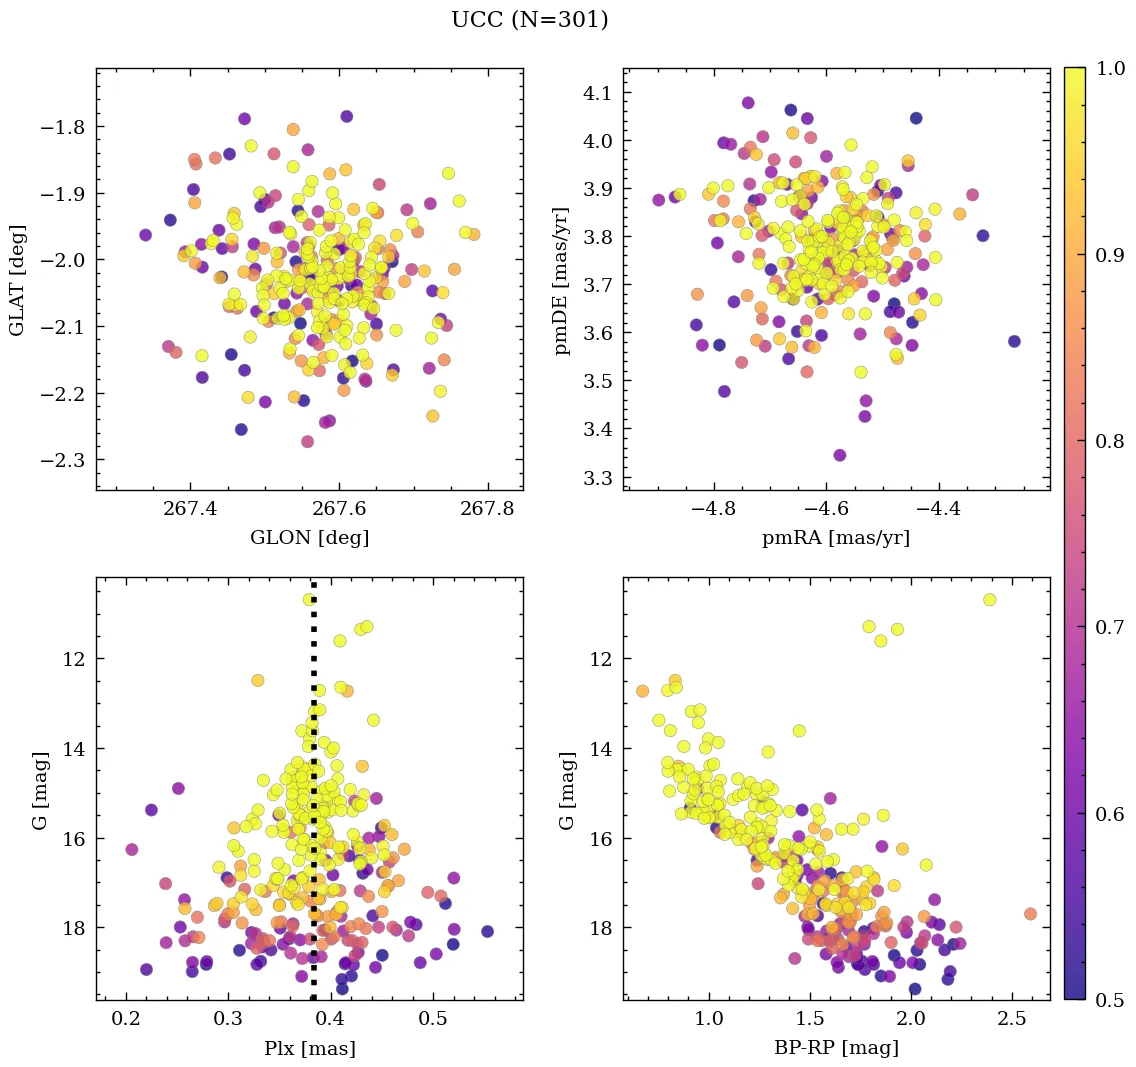 UCC (N=301)
−1.8
−1.9
−2.0
−2.1
−2.2
−2.3
GLAT [deg]
267.4 267.6 267.8
GLON [deg]
4.1
4.0
3.9
3.8
3.7
3.6
3.5
3.4
3.3
pmDE [mas/yr]
−4.8 −4.6 −4.4
pmRA [mas/yr]
12
14
16
18
G [mag]
0.2 0.3 0.4 0.5
Plx [mas]
12
14
16
18
G [mag]
1.0 1.5 2.0 2.5
BP-RP [mag]
1.0
0.9
0.8
0.7
0.6
0.5